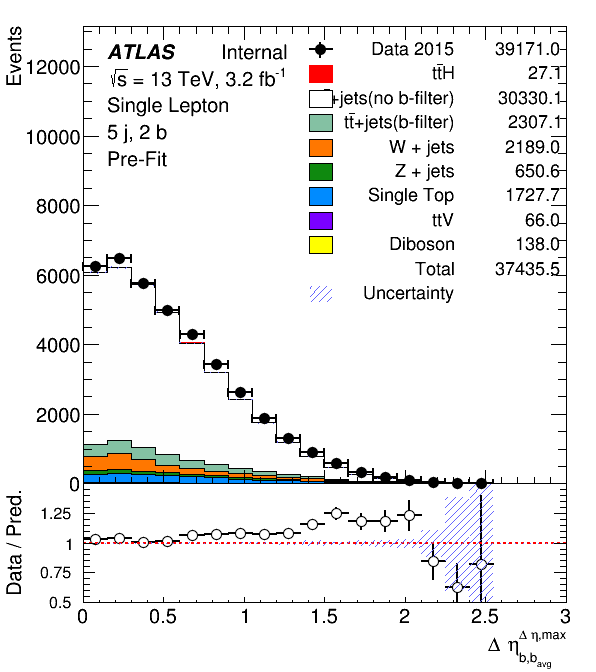 Events
ATLAS Internal
√s = 13 TeV, 3.2 fb⁻¹
Single Lepton
5 j, 2 b
Pre-Fit
Data 2015 39171.0
tt̄H 27.1
+jets(no b-filter) 30330.1
tt̄+jets(b-filter) 2307.1
W + jets 2189.0
Z + jets 650.6
Single Top 1727.7
ttV 66.0
Diboson 138.0
Total 37435.5
Uncertainty
12000
10000
8000
6000
4000
2000
0
Data / Pred.
1.25
1
0.75
0.5
0 0.5 1 1.5 2 2.5 3
Δ η b,b avg Δ η,max